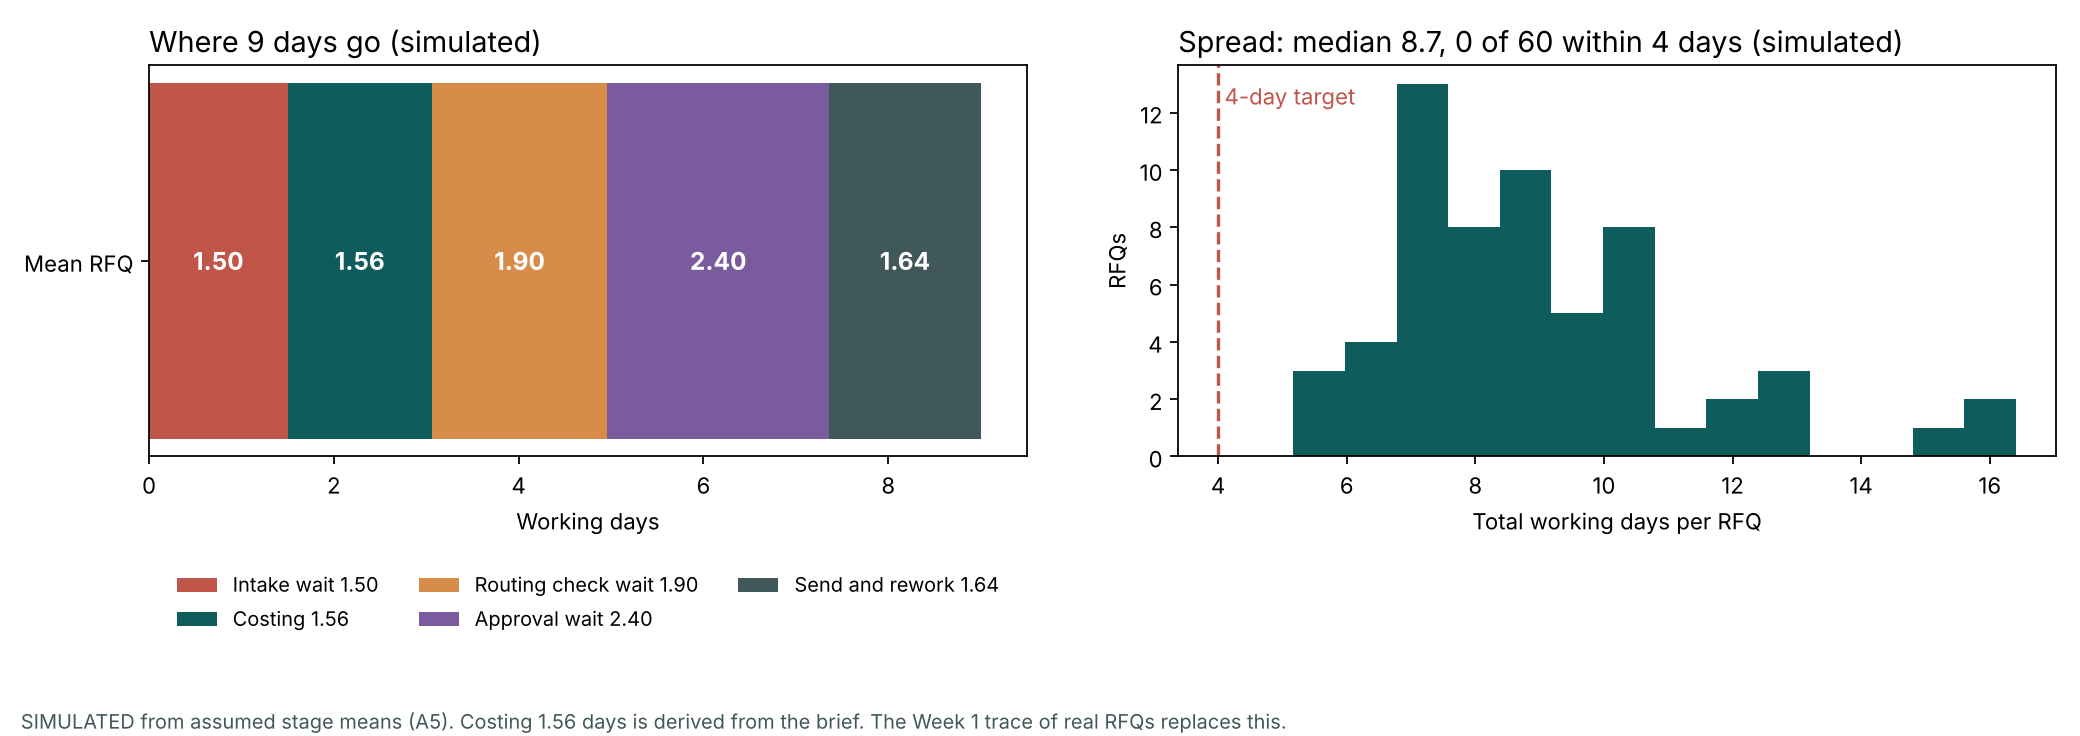 Where 9 days go (simulated)
Mean RFQ
1.50
1.56
1.90
2.40
1.64
0
2
4
6
8
Working days
Intake wait 1.50
Costing 1.56
Routing check wait 1.90
Approval wait 2.40
Send and rework 1.64
Spread: median 8.7, 0 of 60 within 4 days (simulated)
4-day target
RFQs
12
10
8
6
4
2
0
4
6
8
10
12
14
16
Total working days per RFQ
SIMULATED from assumed stage means (A5). Costing 1.56 days is derived from the brief. The Week 1 trace of real RFQs replaces this.